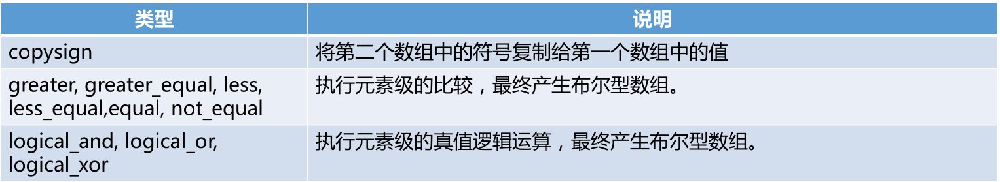 类型
说明
copysign
将第二个数组中的符号复制给第一个数组中的值
greater, greater_equal, less,
less_equal,equal, not_equal
执行元素级的比较，最终产生布尔型数组。
logical_and, logical_or,
logical_xor
执行元素级的真值逻辑运算，最终产生布尔型数组。